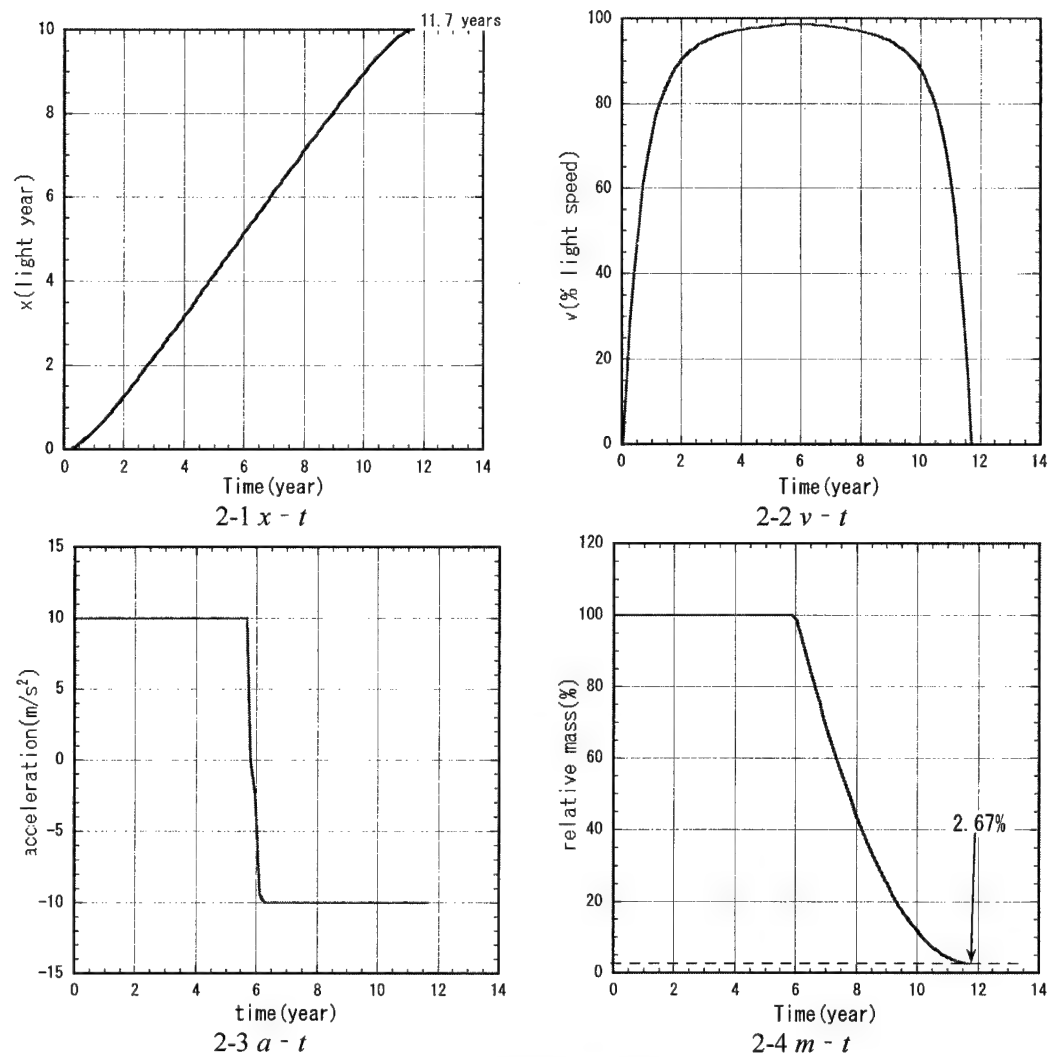 11.7 years
x(light year)
10
8
6
4
2
0
0 2 4 6 8 10 12 14
Time(year)
2-1 x - t
v(% light speed)
100
80
60
40
20
0
0 2 4 6 8 10 12 14
Time(year)
2-2 v - t
acceleration(m/s²)
15
10
5
0
-5
-10
-15
0 2 4 6 8 10 12 14
time(year)
2-3 a - t
relative mass(%)
120
100
80
60
40
20
0
2.67%
0 2 4 6 8 10 12 14
Time(year)
2-4 m - t